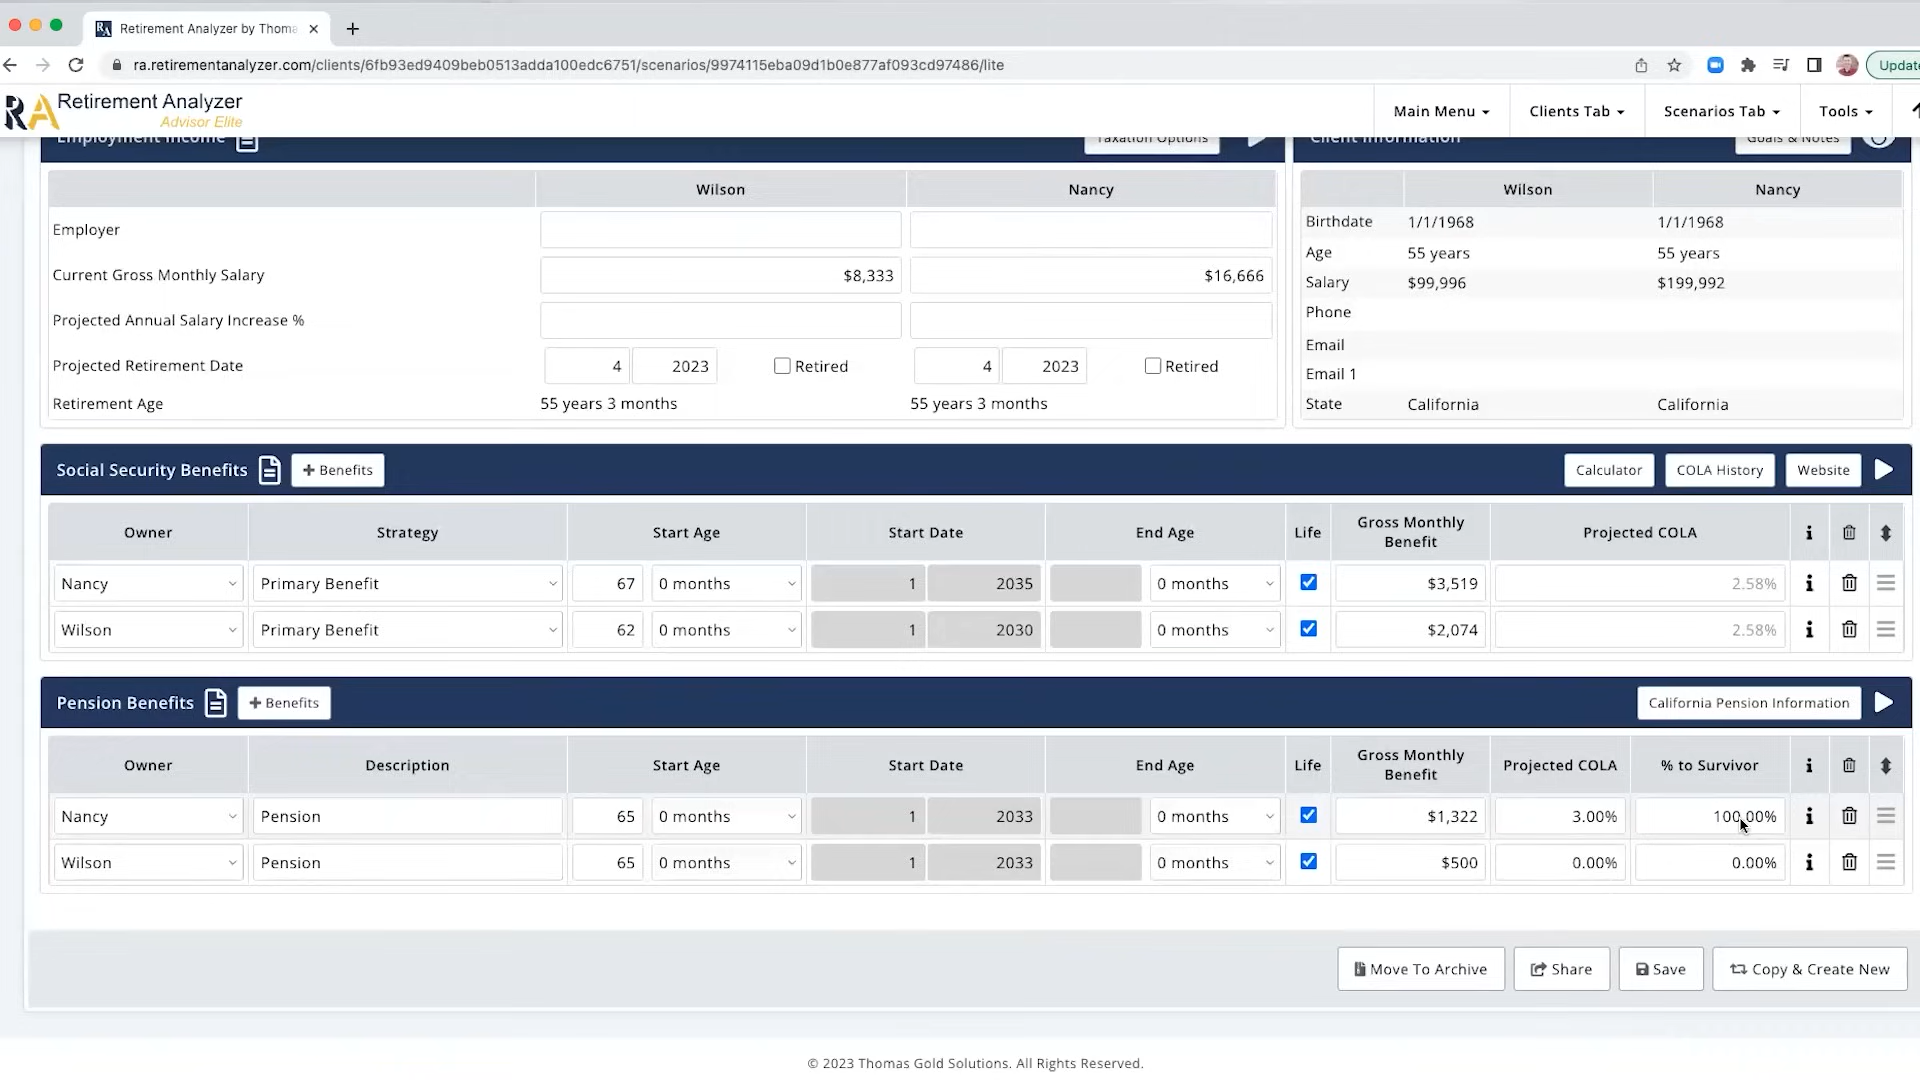 Retirement Analyzer by Thoma
ra.retirementanalyzer.com/clients/6fb93ed9409beb0513adda100edc6751/scenarios/9974115eba09d1b0e877af093cd97486/lite
Update
RA Retirement Analyzer
Advisor Elite
Main Menu
Clients Tab
Scenarios Tab
Tools
Employment Income
Taxation Options
Client Information
Goals & Notes
Wilson Nancy
Employer
Current Gross Monthly Salary $8,333 $16,666
Projected Annual Salary Increase %
Projected Retirement Date 4 2023 Retired 4 2023 Retired
Retirement Age 55 years 3 months 55 years 3 months
Wilson Nancy
Birthdate 1/1/1968 1/1/1968
Age 55 years 55 years
Salary $99,996 $199,992
Phone
Email
Email 1
State California California
Social Security Benefits + Benefits Calculator COLA History Website
Owner Strategy Start Age Start Date End Age Life Gross Monthly Benefit Projected COLA
Nancy Primary Benefit 67 0 months 1 2035 0 months $3,519 2.58%
Wilson Primary Benefit 62 0 months 1 2030 0 months $2,074 2.58%
Pension Benefits + Benefits California Pension Information
Owner Description Start Age Start Date End Age Life Gross Monthly Benefit Projected COLA % to Survivor
Nancy Pension 65 0 months 1 2033 0 months $1,322 3.00% 100.00%
Wilson Pension 65 0 months 1 2033 0 months $500 0.00% 0.00%
Move To Archive Share Save Copy & Create New
© 2023 Thomas Gold Solutions. All Rights Reserved.